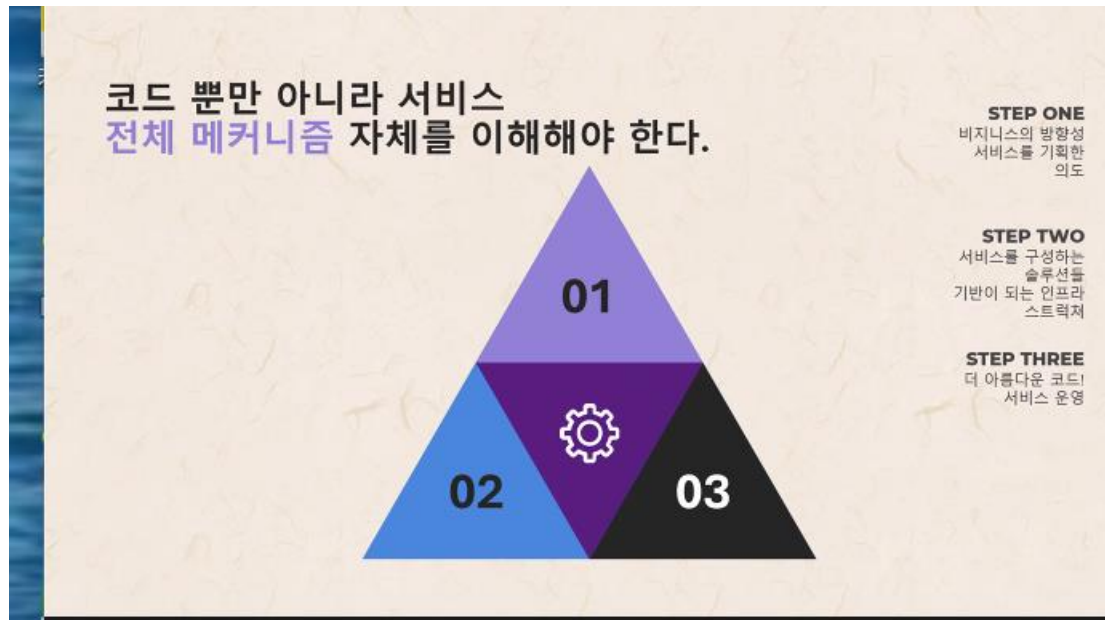 코드 뿐만 아니라 서비스
전체 메커니즘 자체를 이해해야 한다.
STEP ONE
비지니스의 방향성
서비스를 기획한
의도
STEP TWO
서비스를 구성하는
솔루션들
기반이 되는 인프라
스트럭쳐
STEP THREE
더 아름다운 코드!
서비스 운영
01
02
03